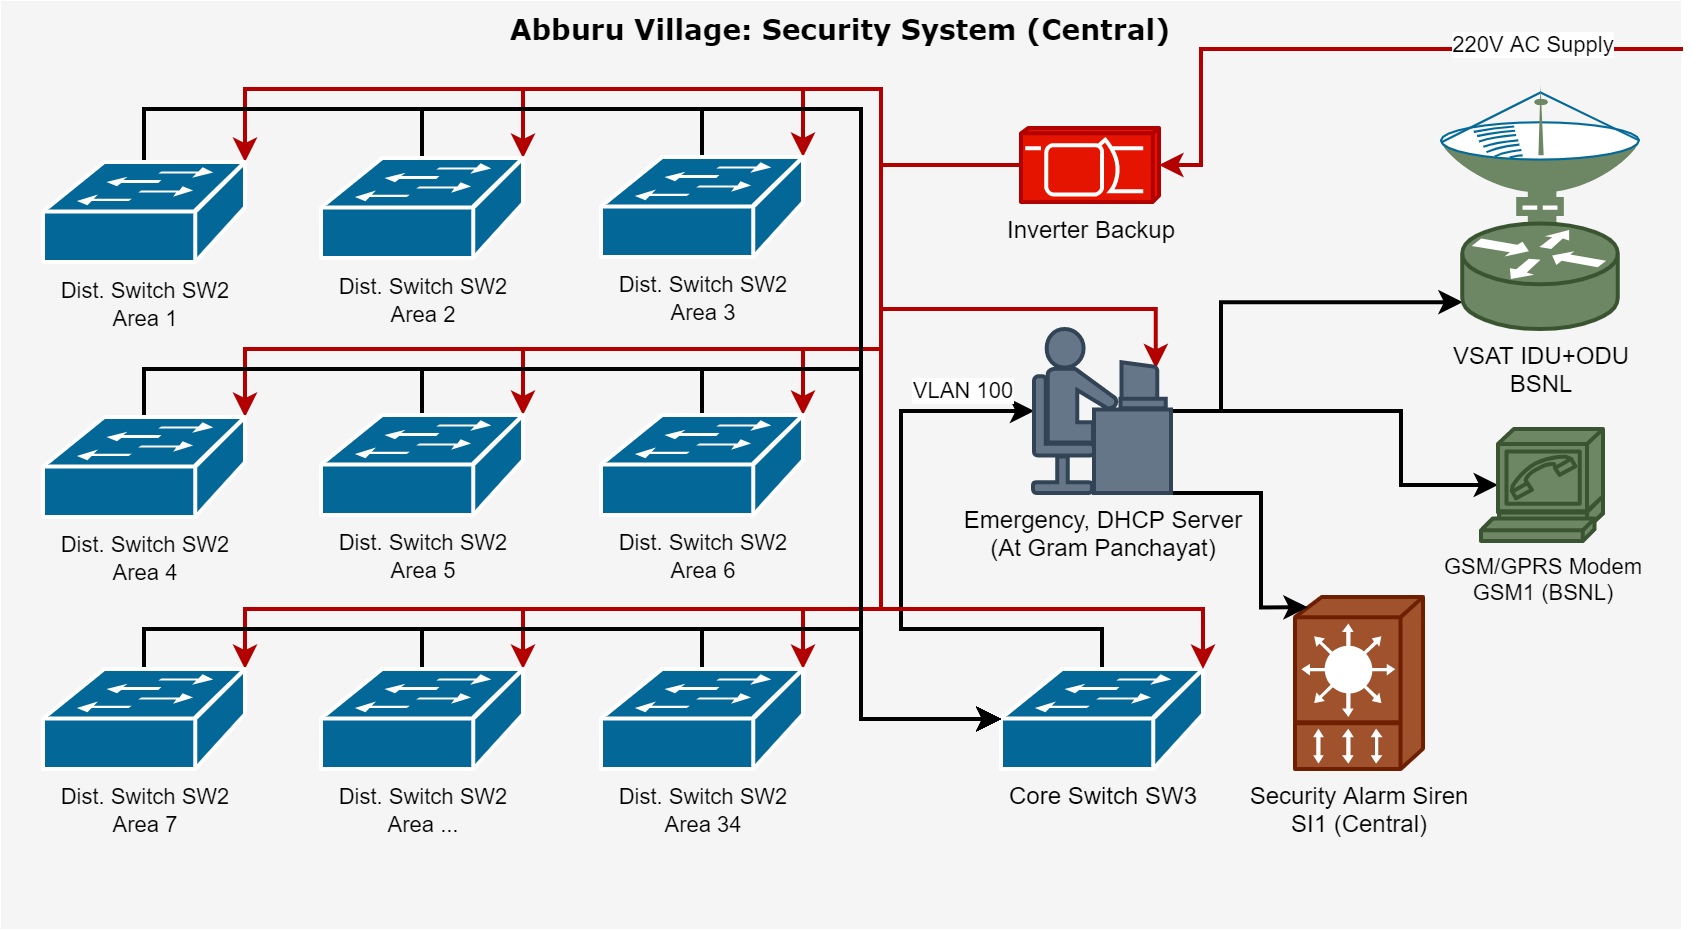 Abburu Village: Security System (Central)
220V AC Supply
Inverter Backup
Dist. Switch SW2
Area 1
Dist. Switch SW2
Area 2
Dist. Switch SW2
Area 3
VSAT IDU+ODU
BSNL
VLAN 100
Emergency, DHCP Server
(At Gram Panchayat)
Dist. Switch SW2
Area 4
Dist. Switch SW2
Area 5
Dist. Switch SW2
Area 6
GSM/GPRS Modem
GSM1 (BSNL)
Dist. Switch SW2
Area 7
Dist. Switch SW2
Area ...
Dist. Switch SW2
Area 34
Core Switch SW3
Security Alarm Siren
SI1 (Central)